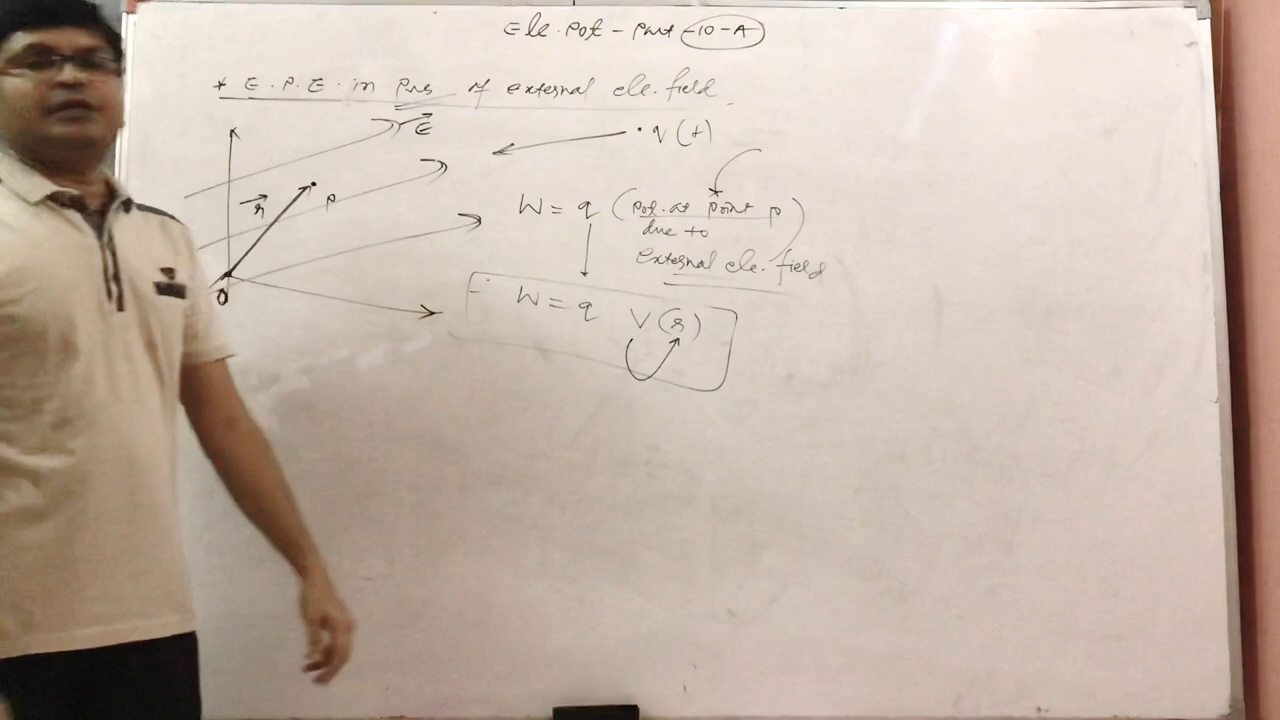 Ele. Pot - Part - 10 - A
* E. P. E. in Pres of external ele. field
E
• q (+)
r
P
W = q (Pot. at point P
due to
external ele. field)
O
W = q V(r)